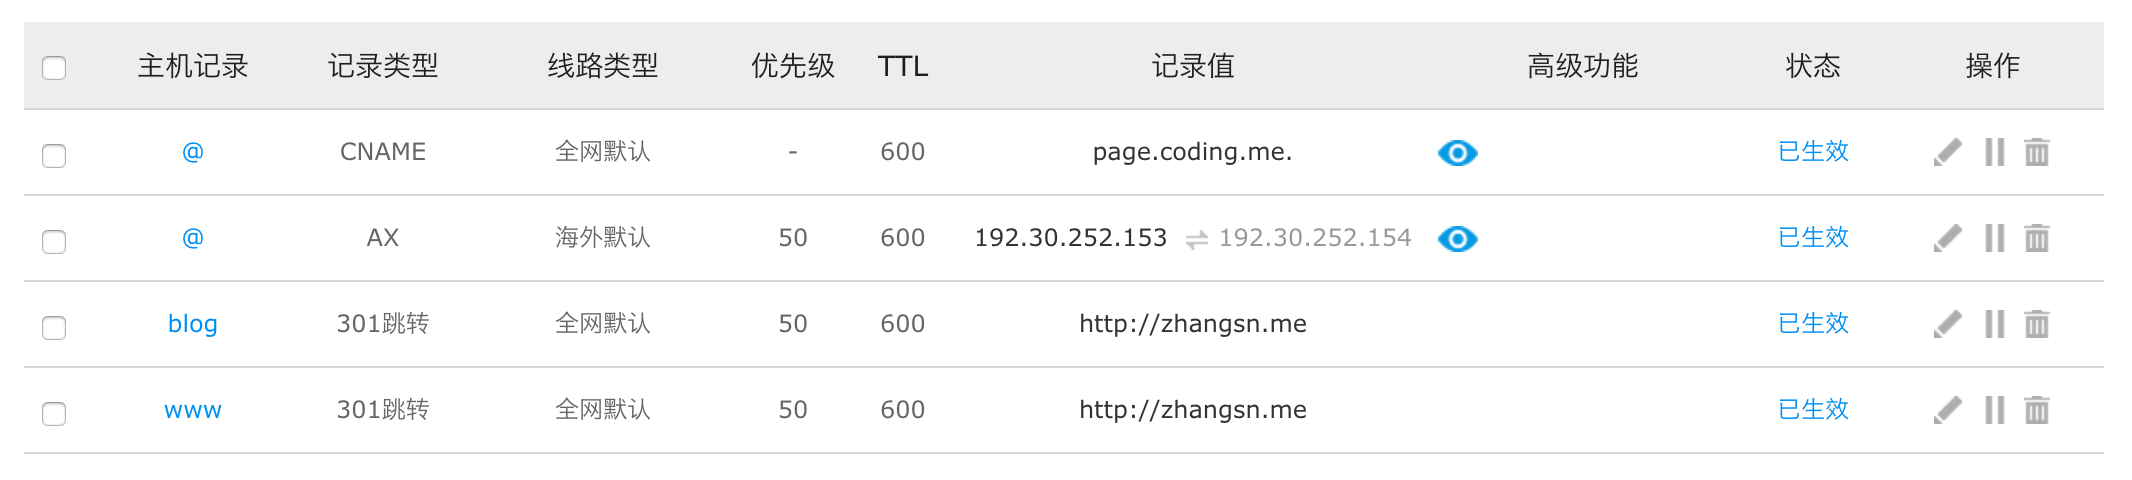 主机记录 记录类型 线路类型 优先级 TTL 记录值 高级功能 状态 操作
@ CNAME 全网默认 - 600 page.coding.me. 已生效
@ AX 海外默认 50 600 192.30.252.153 ⇌ 192.30.252.154 已生效
blog 301跳转 全网默认 50 600 http://zhangsn.me 已生效
www 301跳转 全网默认 50 600 http://zhangsn.me 已生效